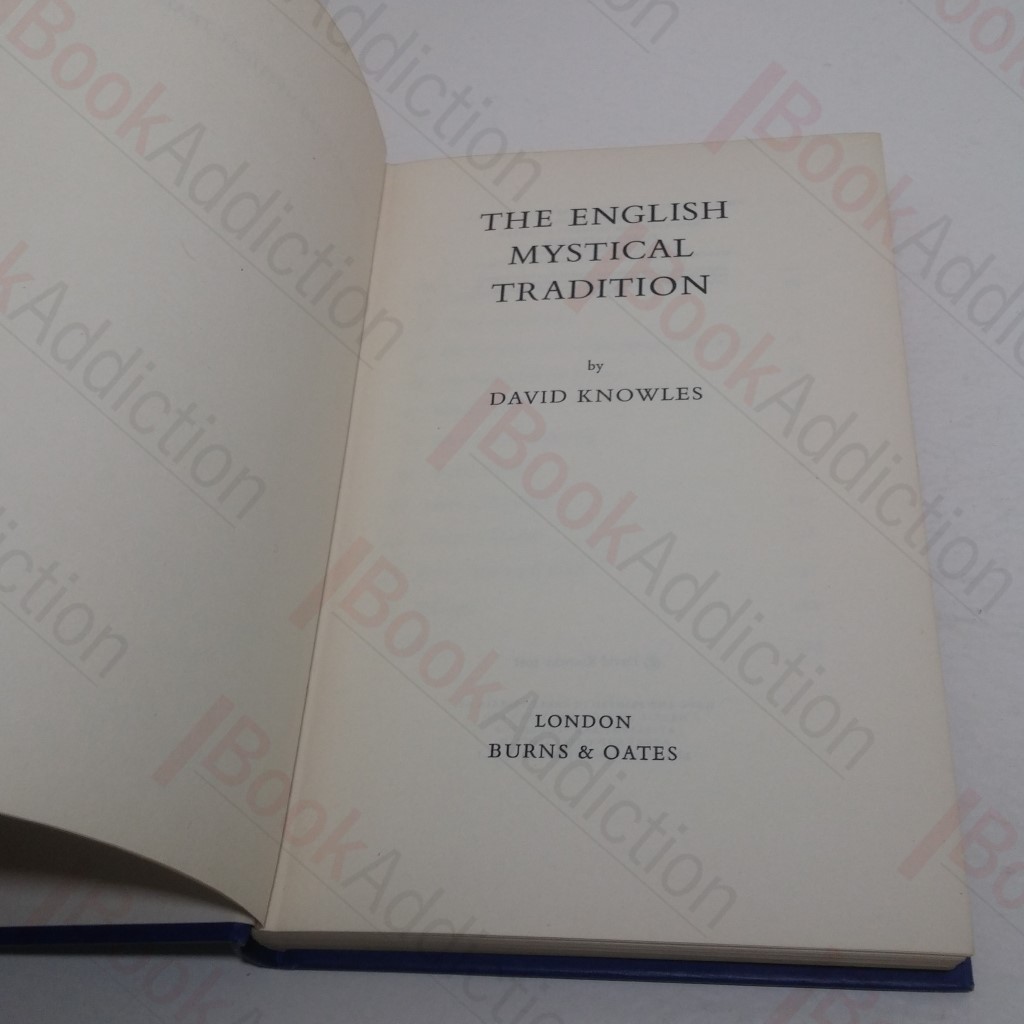 THE ENGLISH
MYSTICAL
TRADITION
by
DAVID KNOWLES
LONDON
BURNS & OATES
BookAddiction